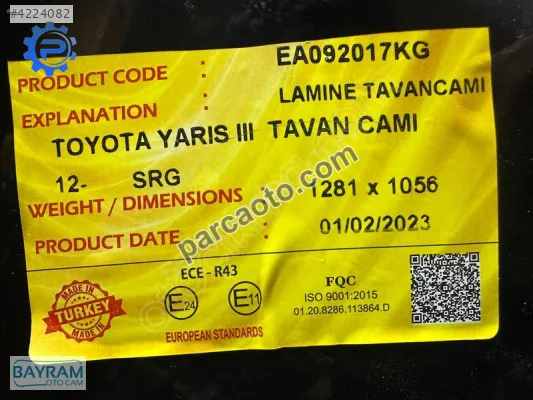 #4224082
PRODUCT CODE : EA092017KG
EXPLANATION : LAMINE TAVANCAMI
TOYOTA YARIS III TAVAN CAMI
12- SRG
WEIGHT / DIMENSIONS : 1281 x 1056
PRODUCT DATE : 01/02/2023
parcaoto.com
ECE - R43
E24 E11
EUROPEAN STANDARDS
FQC
ISO 9001:2015
01.20.8286.113864.D
MADE IN
TURKEY
MADE IN
BAYRAM
OTO CAM